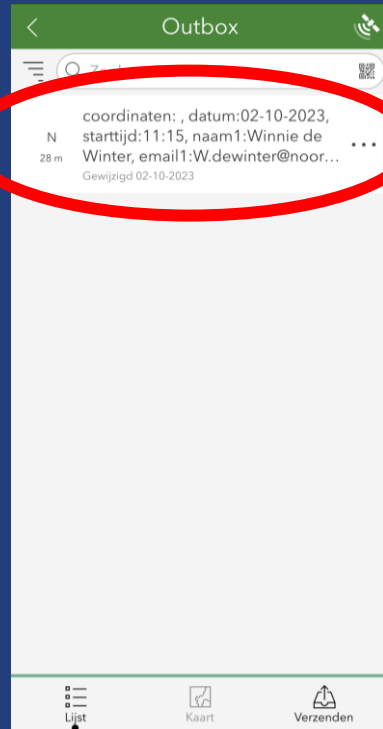 Outbox
coordinaten: , datum:02-10-2023,
N
starttijd:11:15, naam1:Winnie de
28 m
Winter, email1:W.dewinter@noor...
Gewijzigd 02-10-2023
Lijst
Kaart
Verzenden